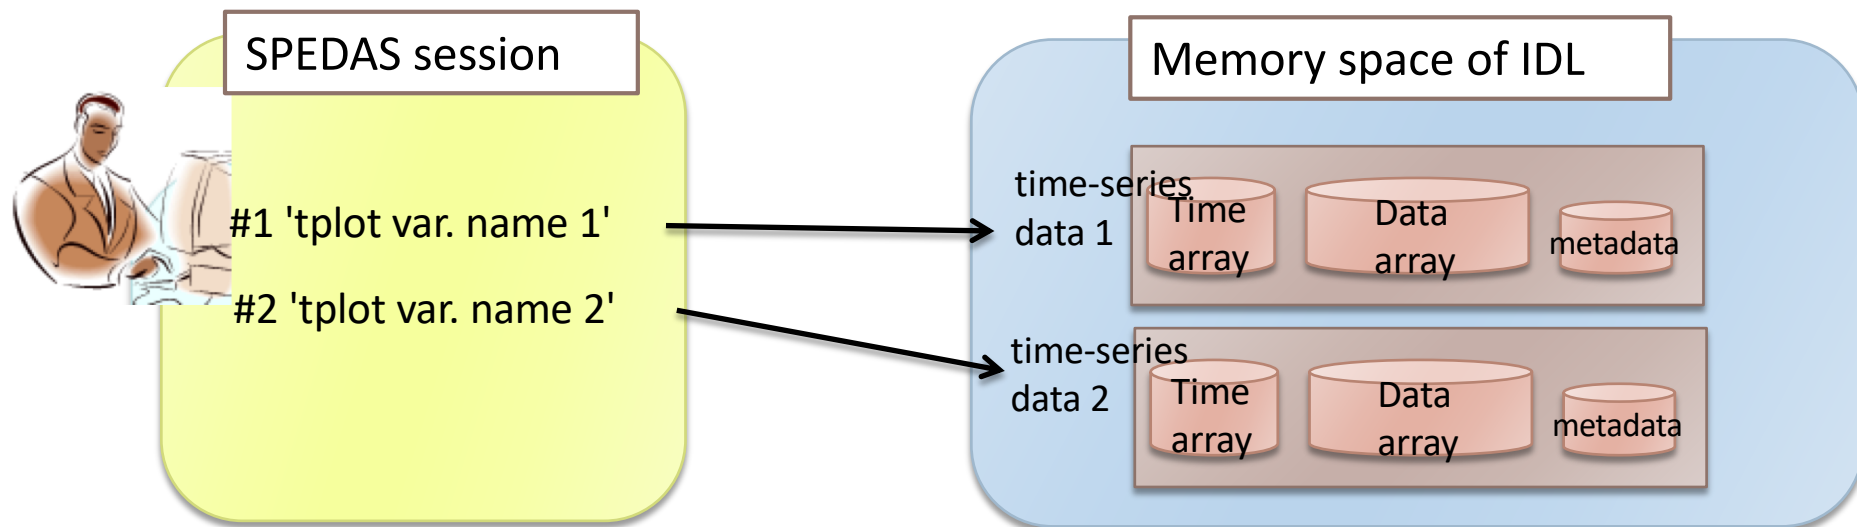 SPEDAS session
#1 'tplot var. name 1'
#2 'tplot var. name 2'
Memory space of IDL
time-series
data 1
Time
array
Data
array
metadata
time-series
data 2
Time
array
Data
array
metadata